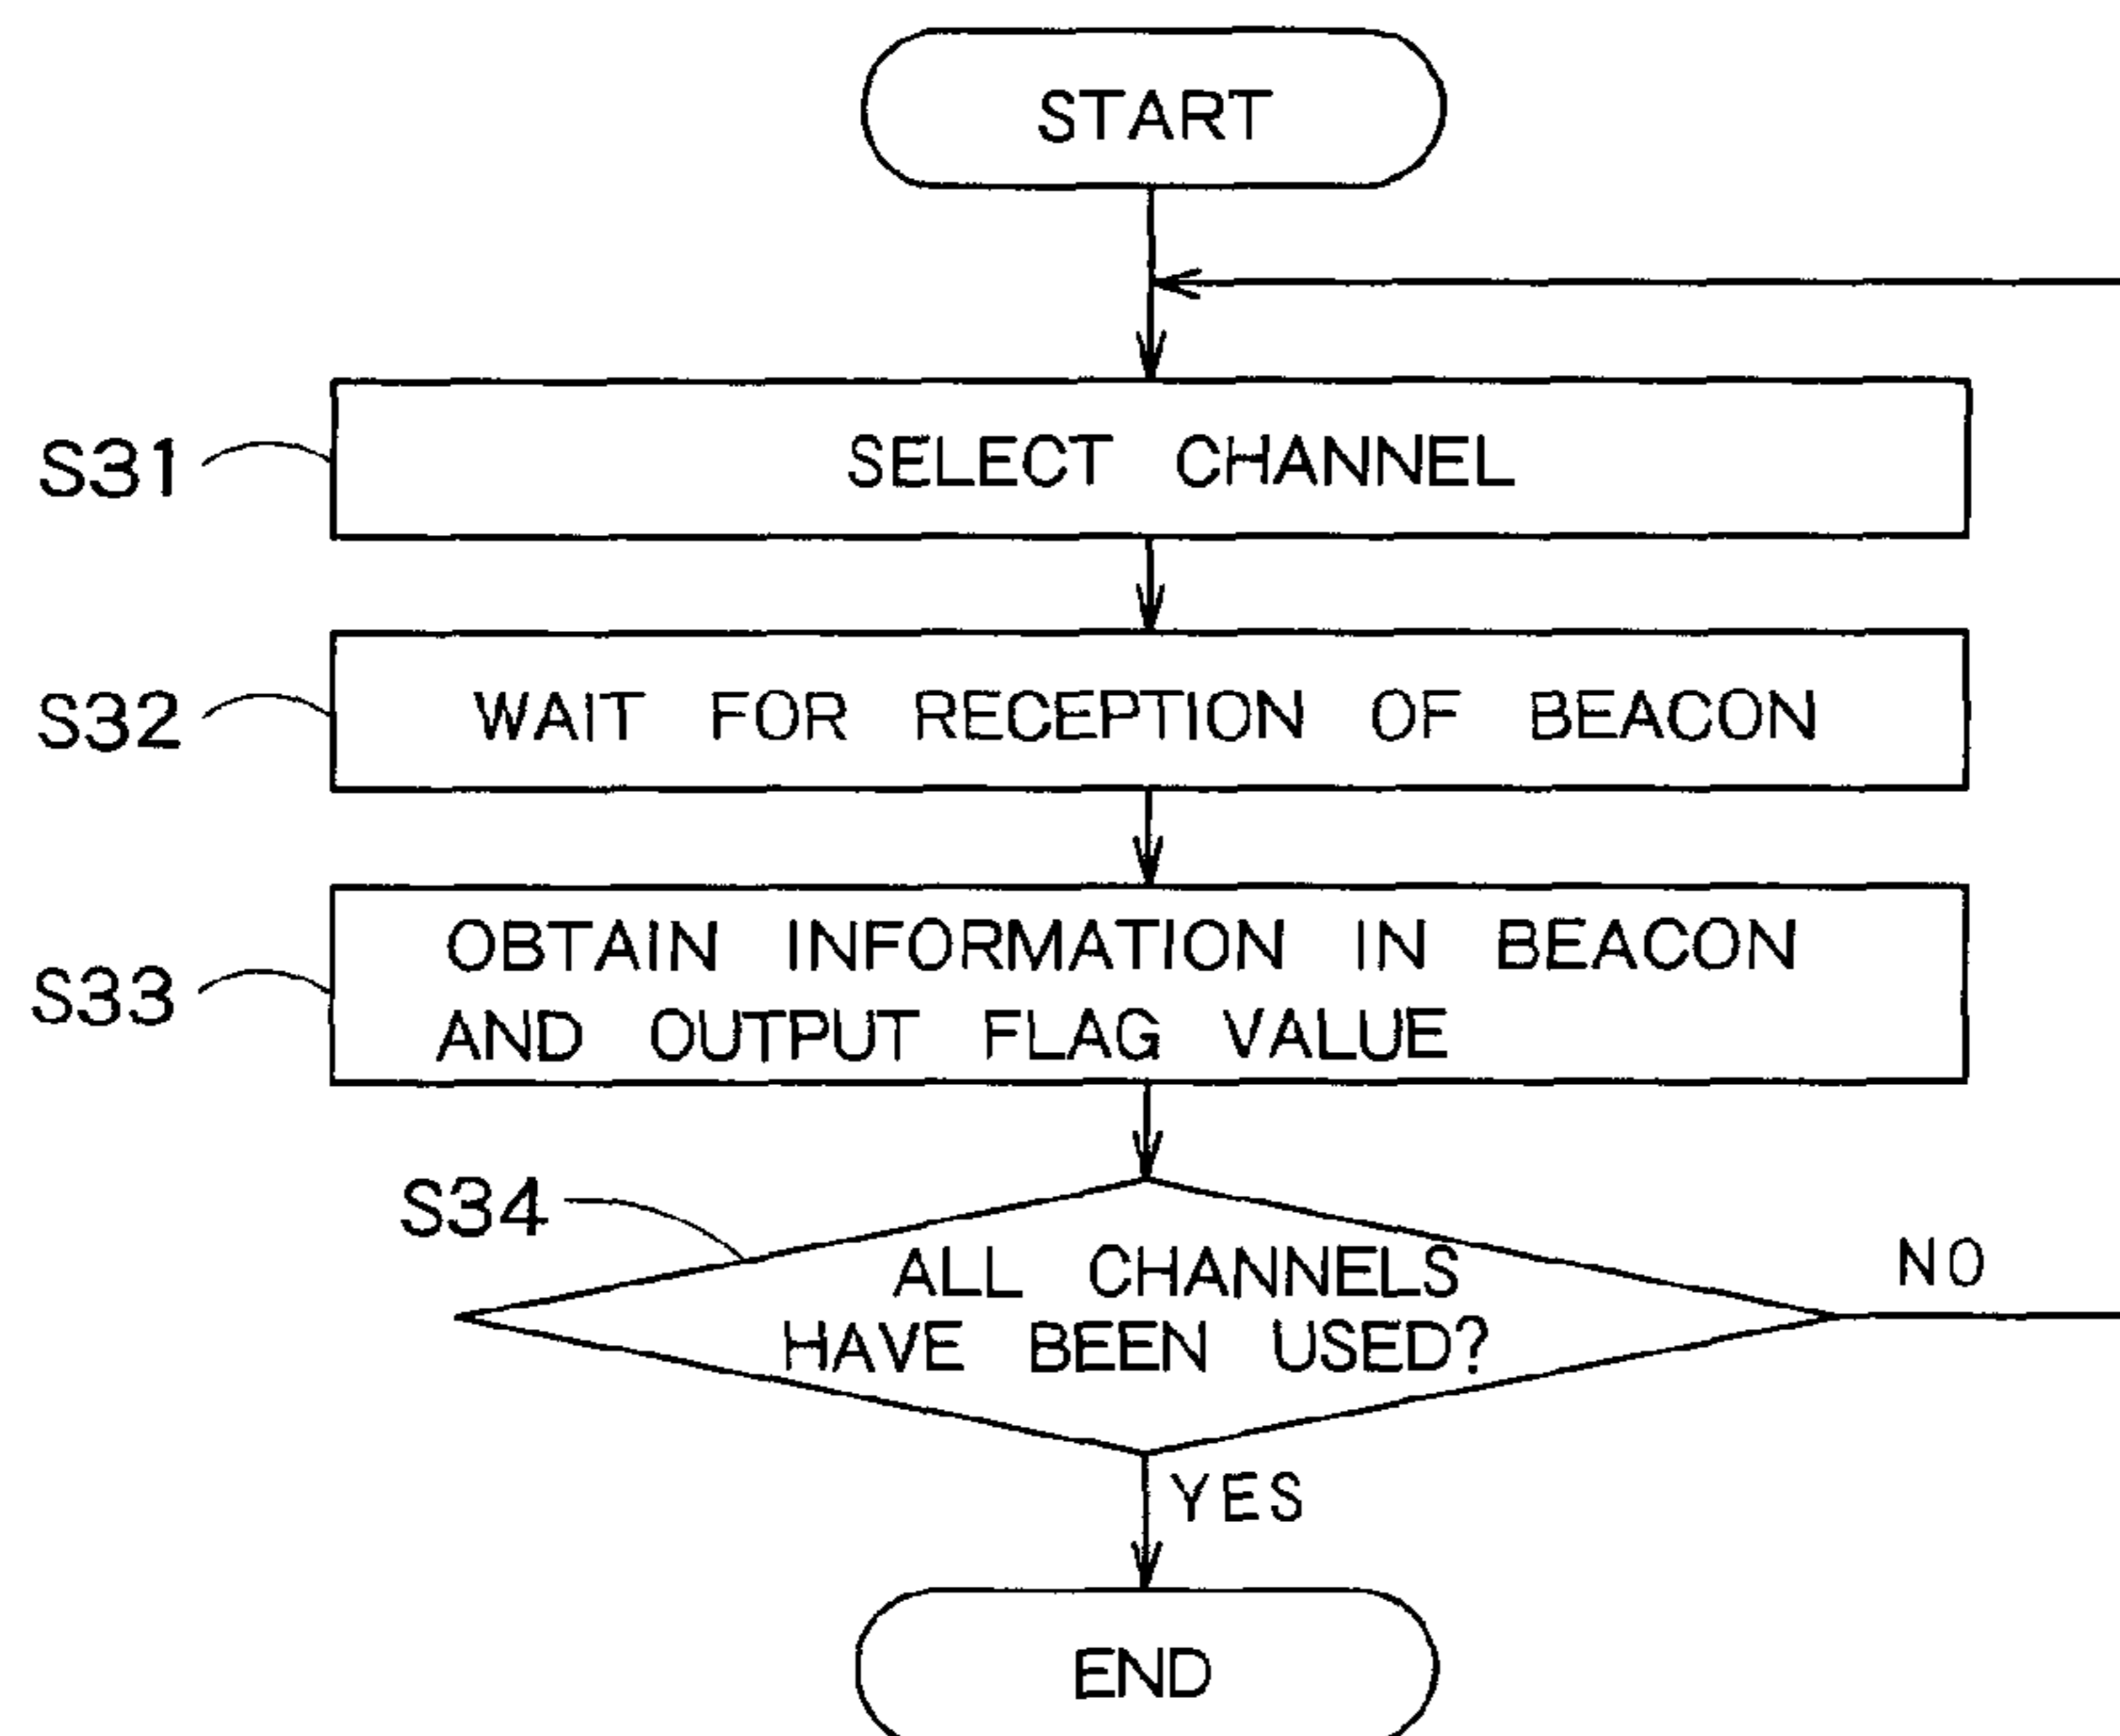 START
S31
SELECT CHANNEL
S32
WAIT FOR RECEPTION OF BEACON
S33
OBTAIN INFORMATION IN BEACON
AND OUTPUT FLAG VALUE
S34
ALL CHANNELS
HAVE BEEN USED?
NO
YES
END